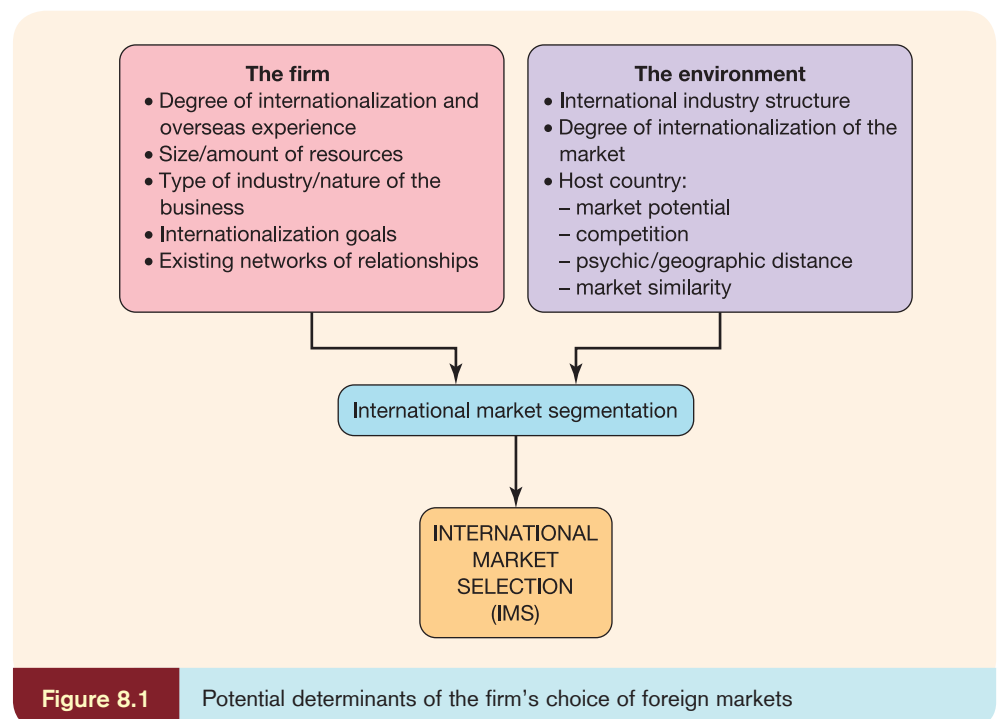 The firm
• Degree of internationalization and
overseas experience
• Size/amount of resources
• Type of industry/nature of the
business
• Internationalization goals
• Existing networks of relationships
The environment
• International industry structure
• Degree of internationalization of the
market
• Host country:
– market potential
– competition
– psychic/geographic distance
– market similarity
International market segmentation
INTERNATIONAL
MARKET
SELECTION
(IMS)
Figure 8.1 Potential determinants of the firm's choice of foreign markets